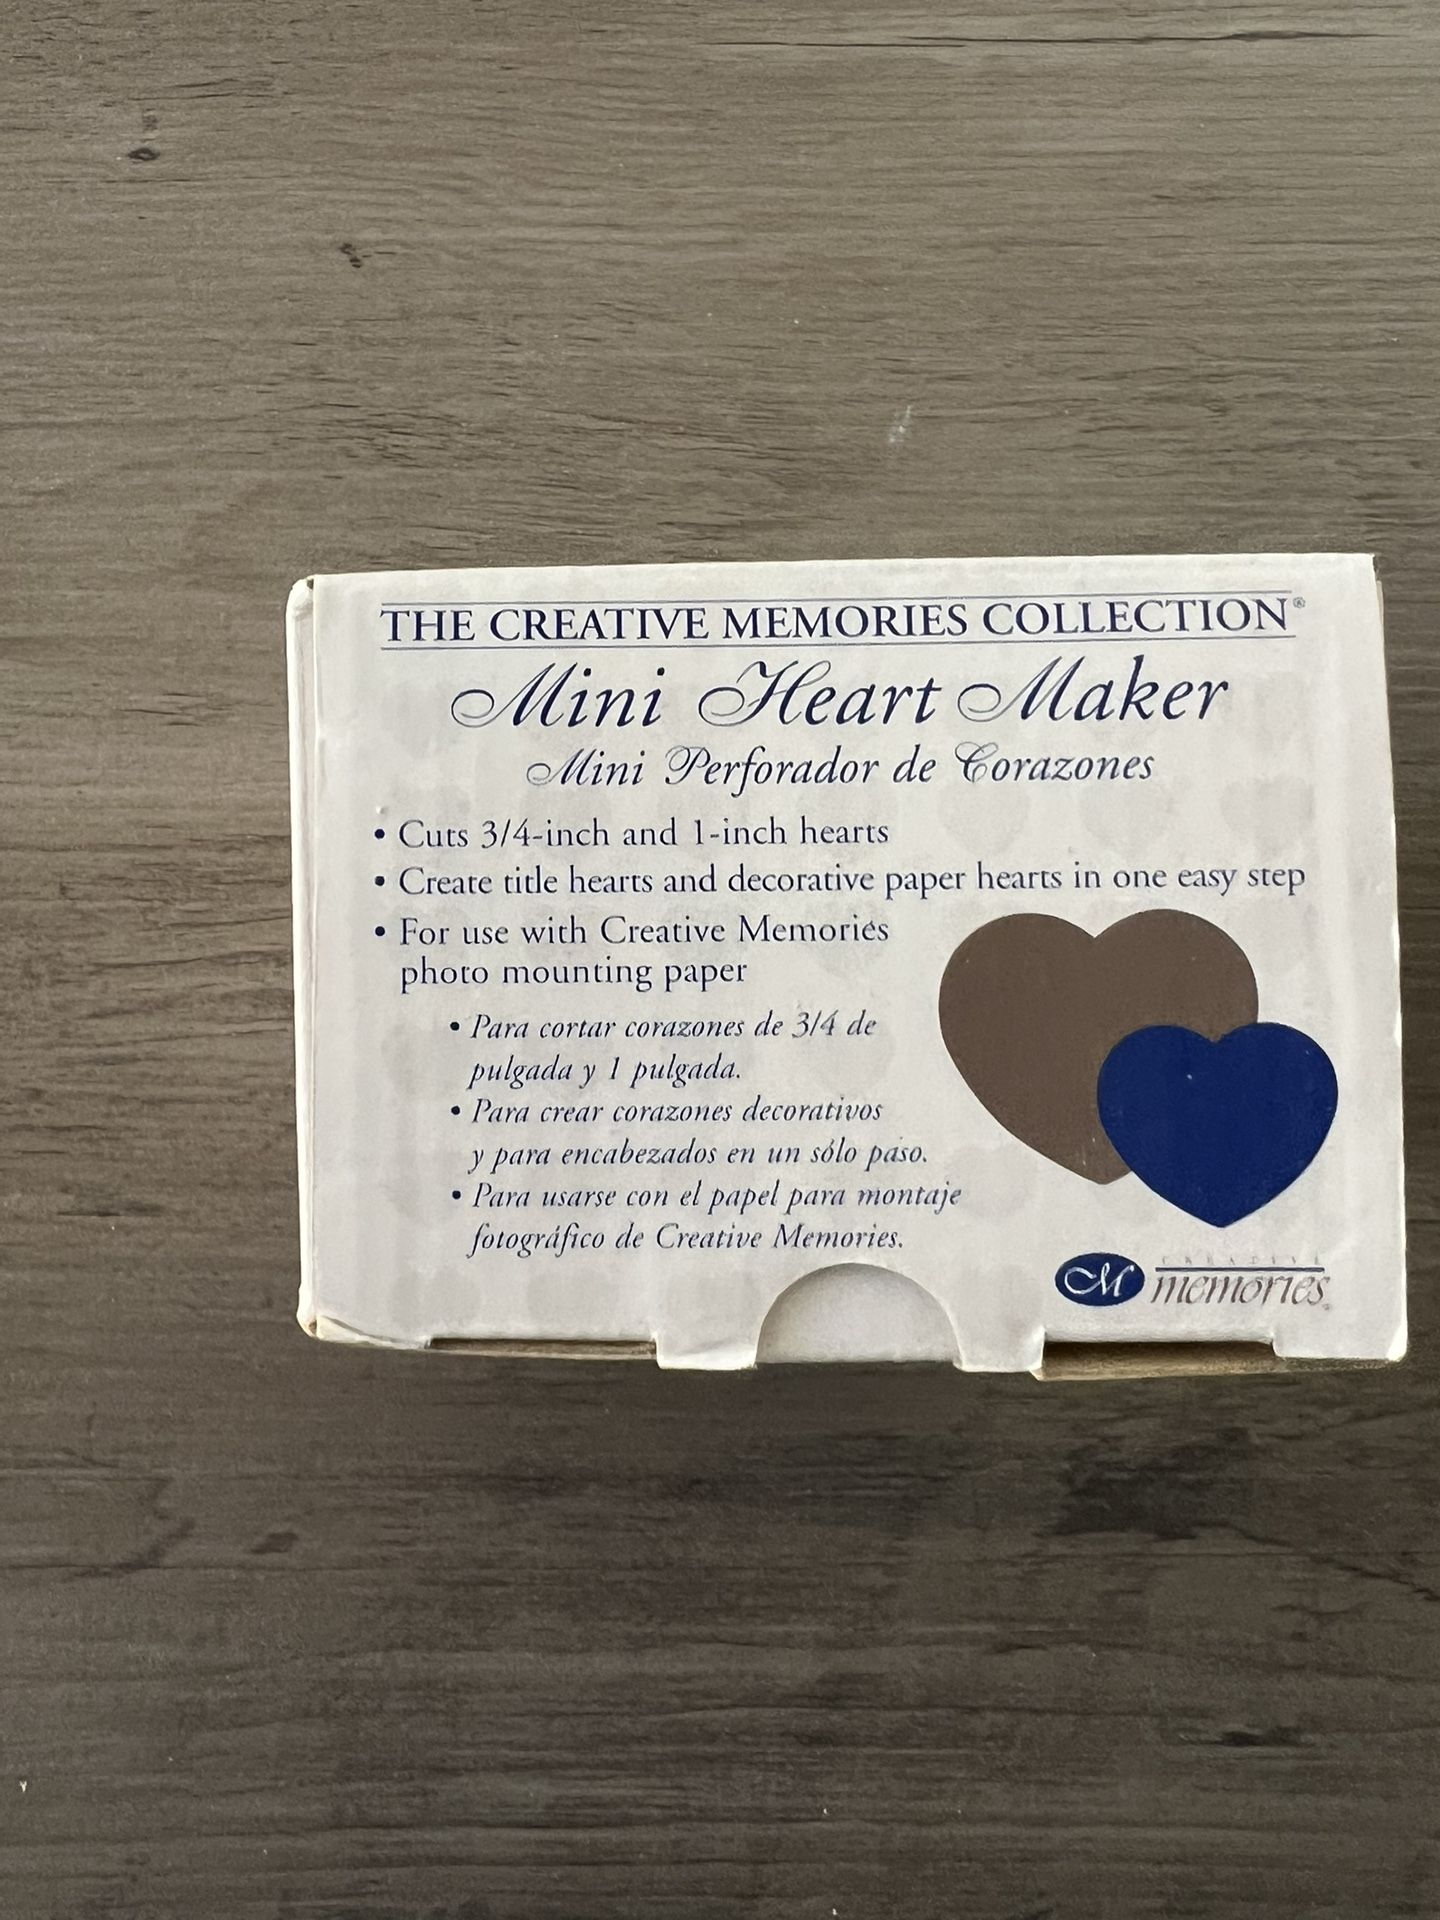 THE CREATIVE MEMORIES COLLECTION®
Mini Heart Maker
Mini Perforador de Corazones
• Cuts 3/4-inch and 1-inch hearts
• Create title hearts and decorative paper hearts in one easy step
• For use with Creative Memories
photo mounting paper
• Para cortar corazones de 3/4 de
pulgada y 1 pulgada.
• Para crear corazones decorativos
y para encabezados en un sólo paso.
• Para usarse con el papel para montaje
fotográfico de Creative Memories.
M CREATIVE
memories®